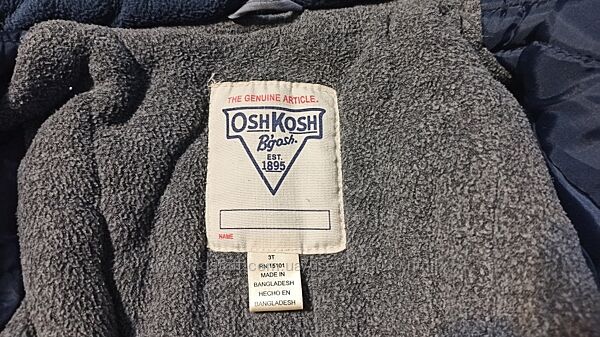 THE GENUINE ARTICLE.
OSHKOSH
B'gosh.
EST.
1895
NAME
3T
RN 15101
MADE IN
BANGLADESH
HECHO EN
BANGLADESH